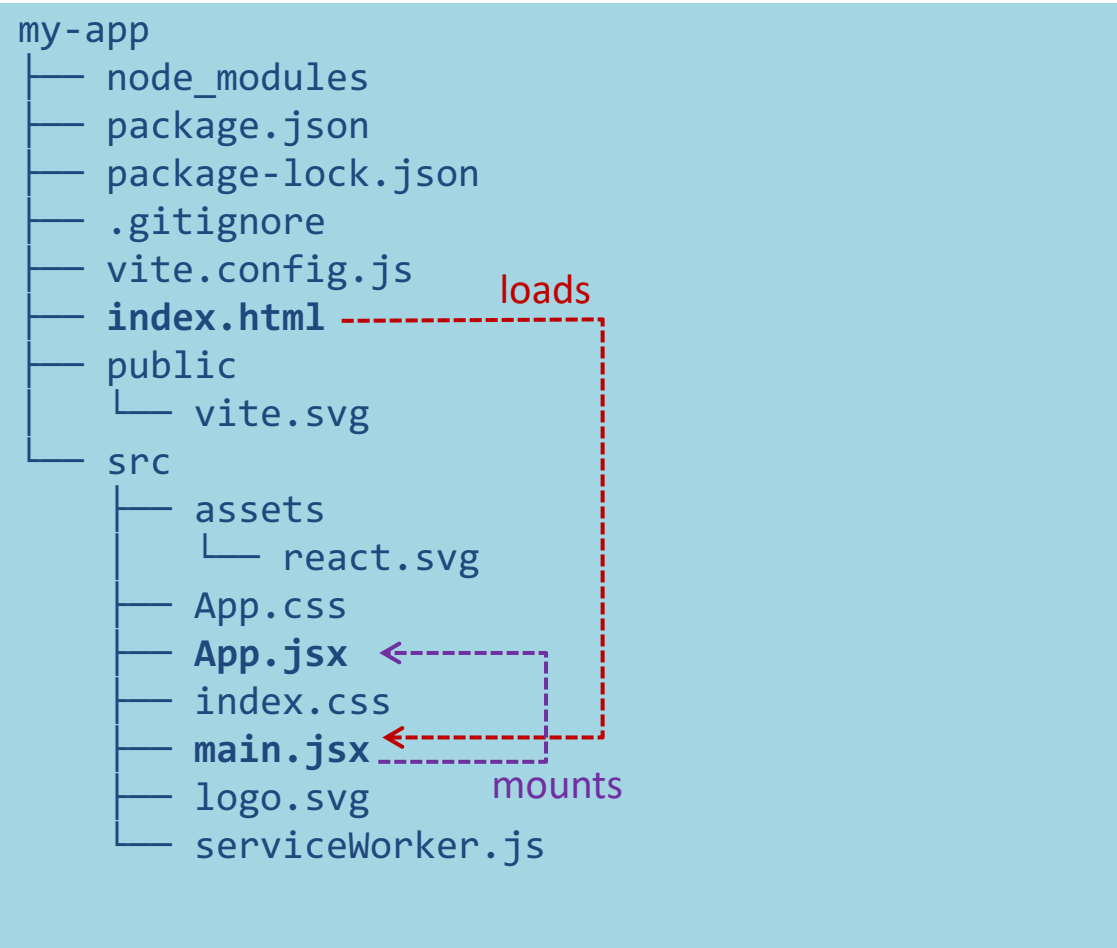 my-app
├── node_modules
├── package.json
├── package-lock.json
├── .gitignore
├── vite.config.js
loads
├── index.html
├── public
│   └── vite.svg
└── src
    ├── assets
    │   └── react.svg
    ├── App.css
    ├── App.jsx
    ├── index.css
    ├── main.jsx
mounts
    ├── logo.svg
    └── serviceWorker.js